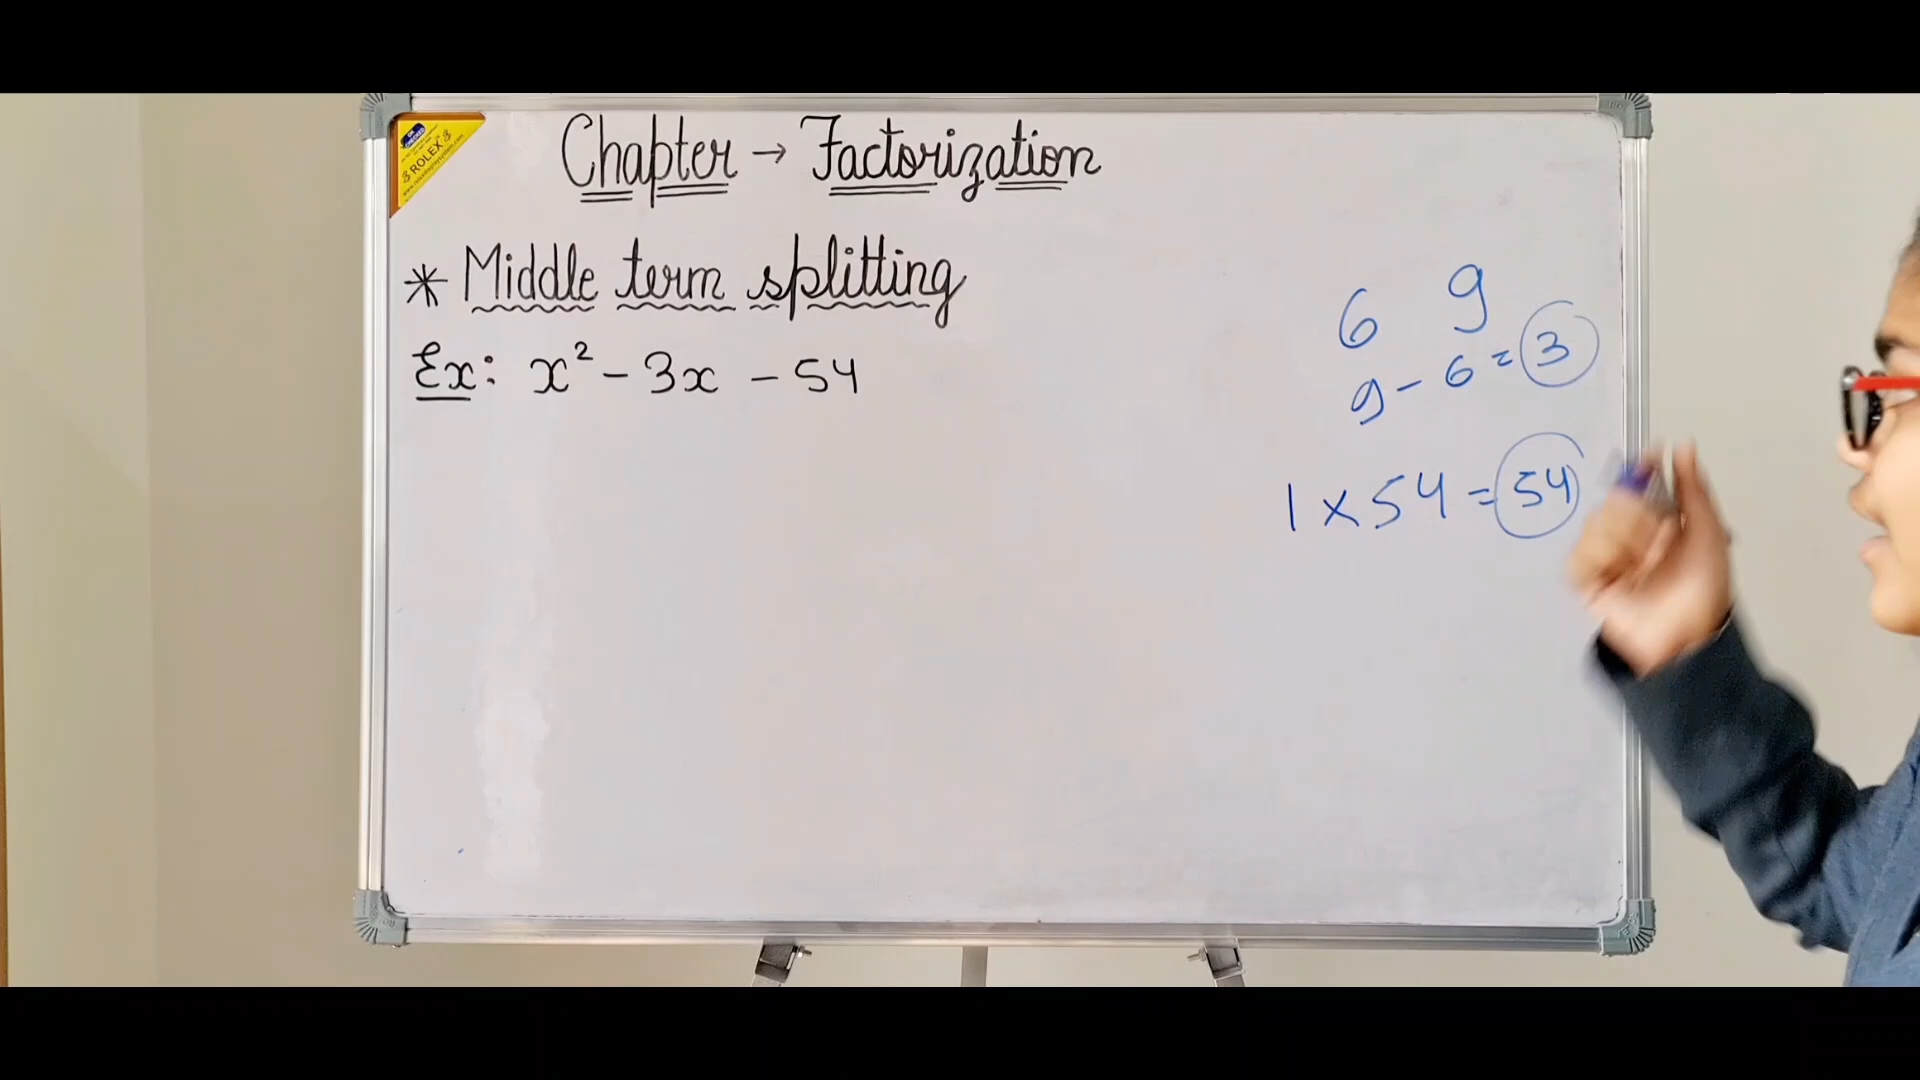 Chapter → Factorization
* Middle term splitting
Ex: x² - 3x - 54
6 9
9 - 6 = 3
1 x 54 = 54
ROLEX